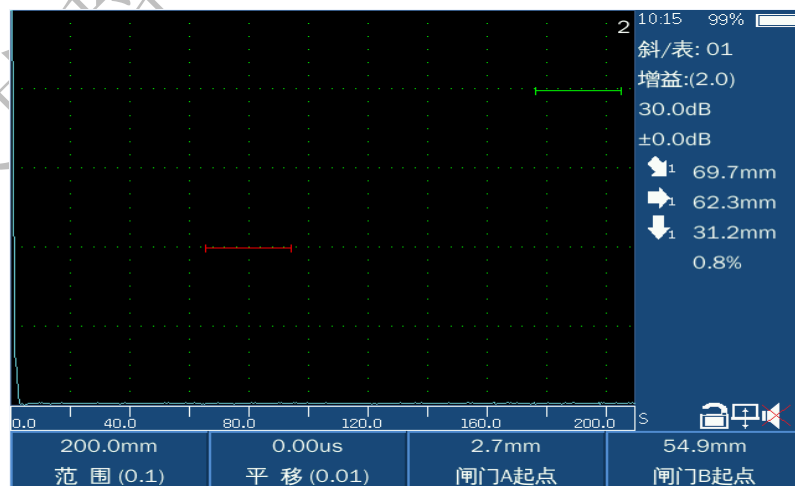 2
10:15 99%
斜/表: 01
增益:(2.0)
30.0dB
±0.0dB
1 69.7mm
1 62.3mm
1 31.2mm
0.8%
0.0 40.0 80.0 120.0 160.0 200.0 S
200.0mm 0.00us 2.7mm 54.9mm
范 围 (0.1) 平 移 (0.01) 闸门A起点 闸门B起点